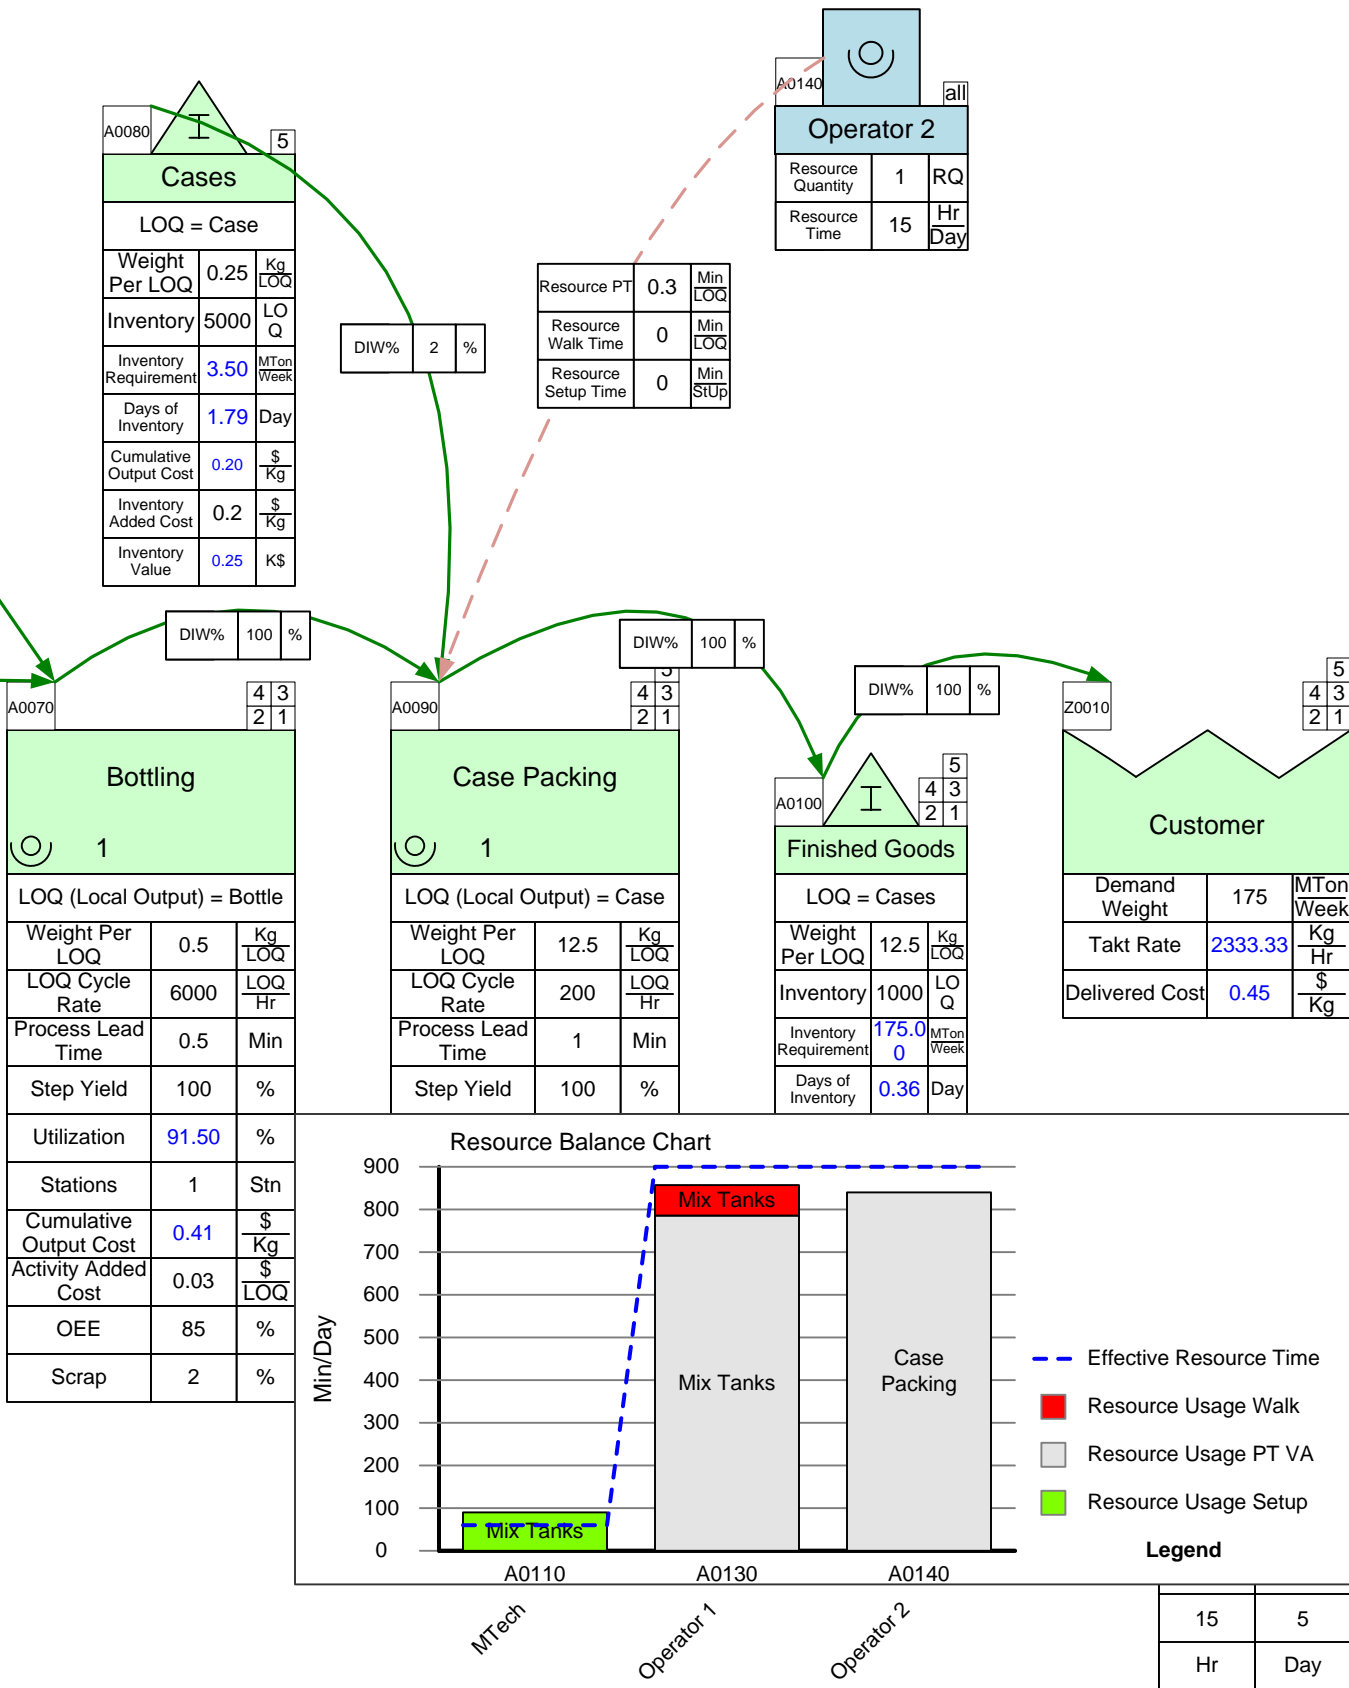 A0140
all
Operator 2
Resource Quantity 1 RQ
Resource Time 15 Hr Day
A0080
I
5
Cases
LOQ = Case
Weight Per LOQ 0.25 Kg LOQ
Inventory 5000 LO Q
Inventory Requirement 3.50 MTon Week
Days of Inventory 1.79 Day
Cumulative Output Cost 0.20 $ Kg
Inventory Added Cost 0.2 $ Kg
Inventory Value 0.25 K$
DIW% 2 %
Resource PT 0.3 Min LOQ
Resource Walk Time 0 Min LOQ
Resource Setup Time 0 Min StUp
DIW% 100 %
DIW% 100 %
DIW% 100 %
A0070
4 3
2 1
Bottling
1
LOQ (Local Output) = Bottle
Weight Per LOQ 0.5 Kg LOQ
LOQ Cycle Rate 6000 LOQ Hr
Process Lead Time 0.5 Min
Step Yield 100 %
Utilization 91.50 %
Stations 1 Stn
Cumulative Output Cost 0.41 $ Kg
Activity Added Cost 0.03 $ LOQ
OEE 85 %
Scrap 2 %
A0090
5
4 3
2 1
Case Packing
1
LOQ (Local Output) = Case
Weight Per LOQ 12.5 Kg LOQ
LOQ Cycle Rate 200 LOQ Hr
Process Lead Time 1 Min
Step Yield 100 %
A0100
I
5
4 3
2 1
Finished Goods
LOQ = Cases
Weight Per LOQ 12.5 Kg LOQ
Inventory 1000 LO Q
Inventory Requirement 175.0 0 MTon Week
Days of Inventory 0.36 Day
Z0010
5
4 3
2 1
Customer
Demand Weight 175 MTon Week
Takt Rate 2333.33 Kg Hr
Delivered Cost 0.45 $ Kg
Resource Balance Chart
Min/Day
900
800
700
600
500
400
300
200
100
0
Mix Tanks
Mix Tanks
Mix Tanks
Case Packing
A0110
A0130
A0140
MTech
Operator 1
Operator 2
Effective Resource Time
Resource Usage Walk
Resource Usage PT VA
Resource Usage Setup
Legend
15 5
Hr Day